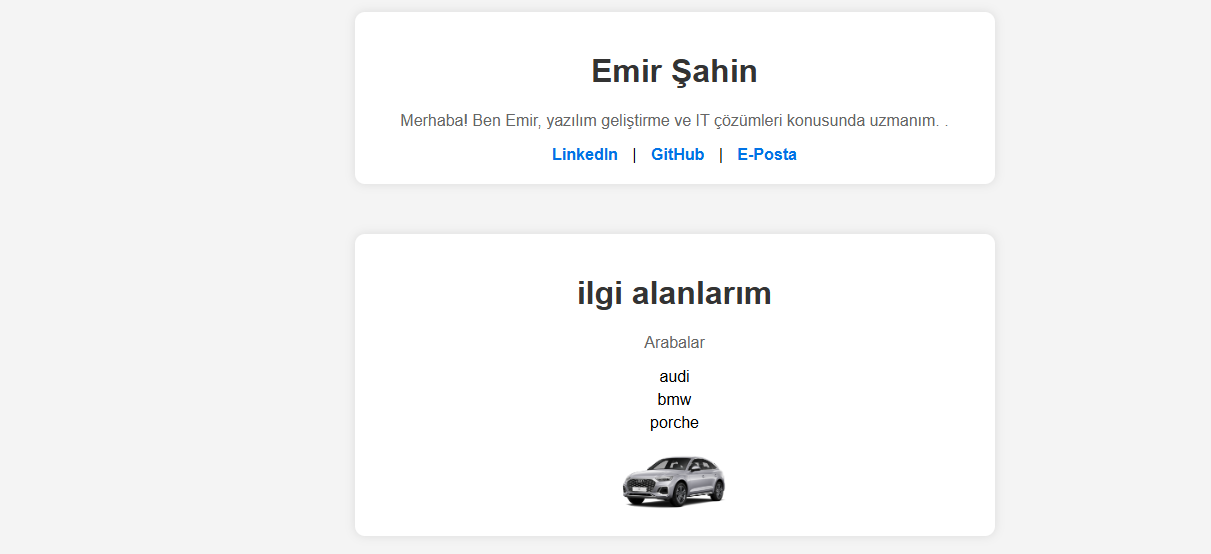 Emir Şahin
Merhaba! Ben Emir, yazılım geliştirme ve IT çözümleri konusunda uzmanım. .
LinkedIn | GitHub | E-Posta
ilgi alanlarım
Arabalar
audi
bmw
porche